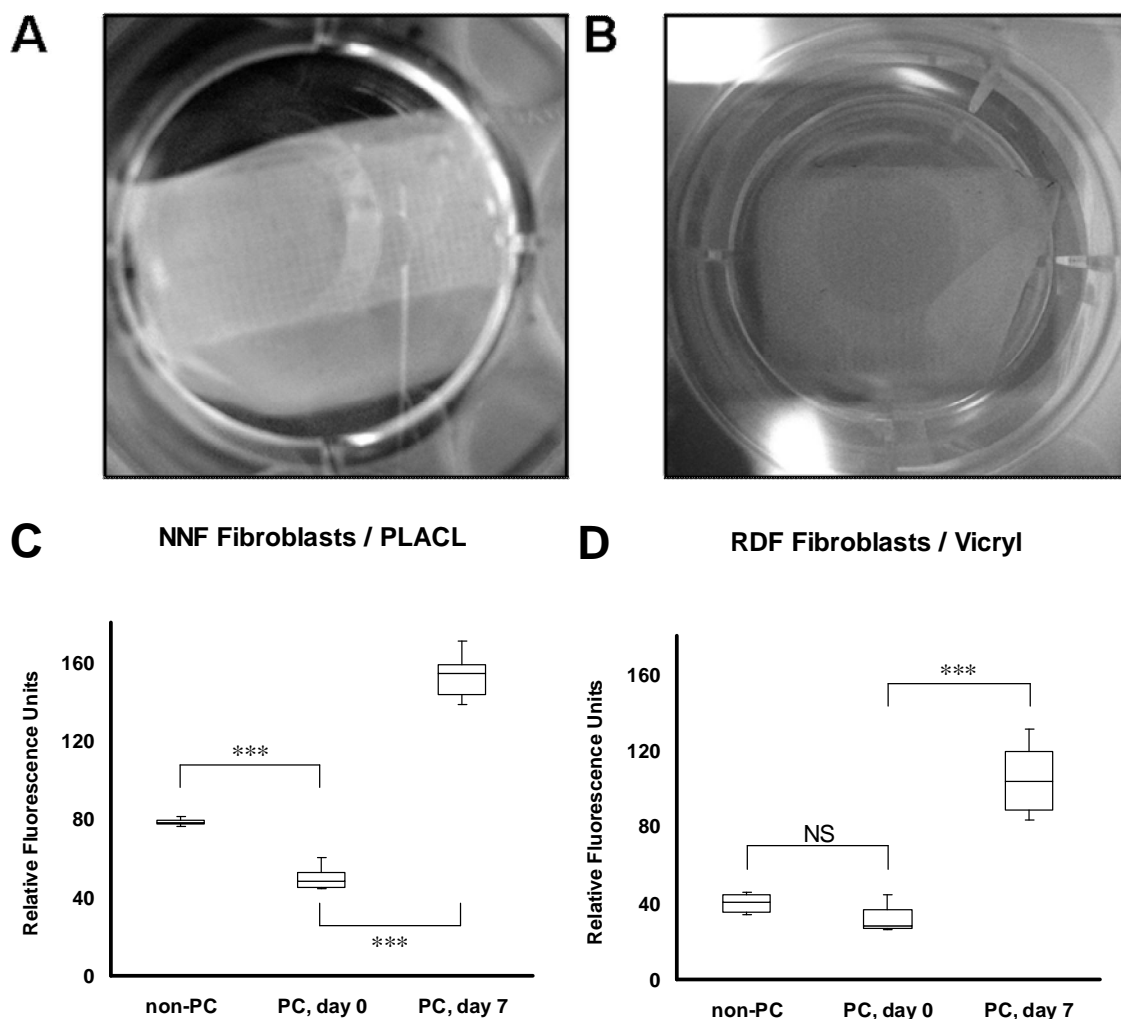 A
B
C
NNF Fibroblasts / PLACL
Relative Fluorescence Units
160
120
80
40
0
***
***
non-PC
PC, day 0
PC, day 7
D
RDF Fibroblasts / Vicryl
Relative Fluorescence Units
160
120
80
40
0
***
NS
non-PC
PC, day 0
PC, day 7